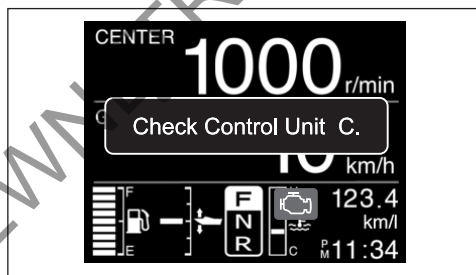 CENTER
1000 r/min
G
Check Control Unit C.
km/h
F
F
H
123.4
N
km/l
E
R
C
PM 11:34